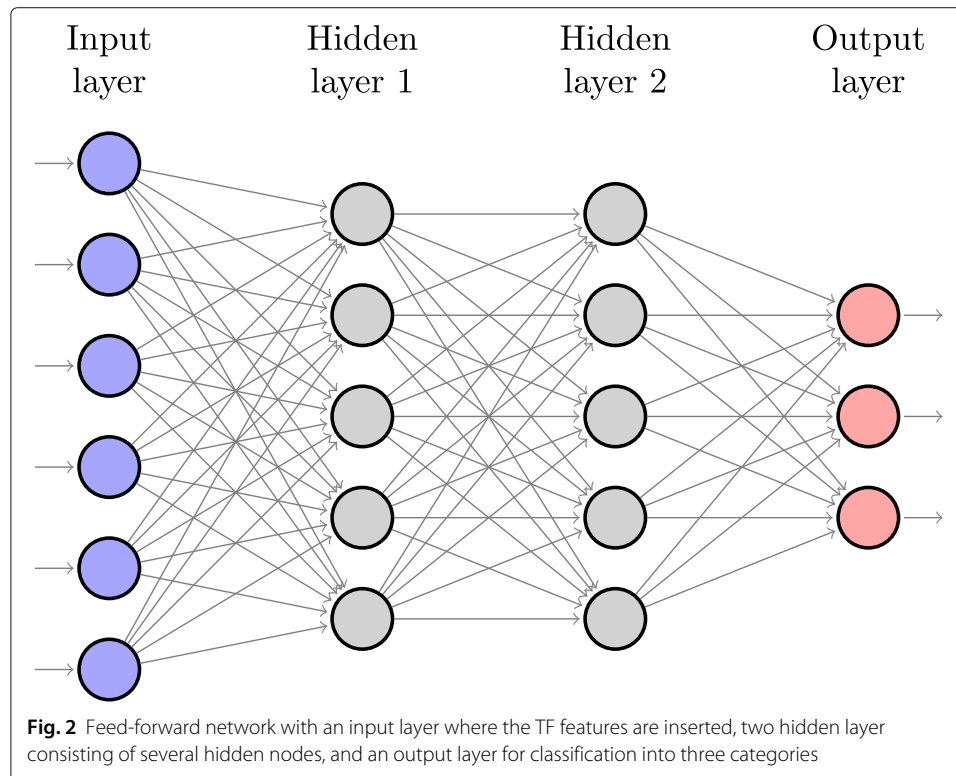 Input layer
Hidden layer 1
Hidden layer 2
Output layer
Fig. 2 Feed-forward network with an input layer where the TF features are inserted, two hidden layer
consisting of several hidden nodes, and an output layer for classification into three categories